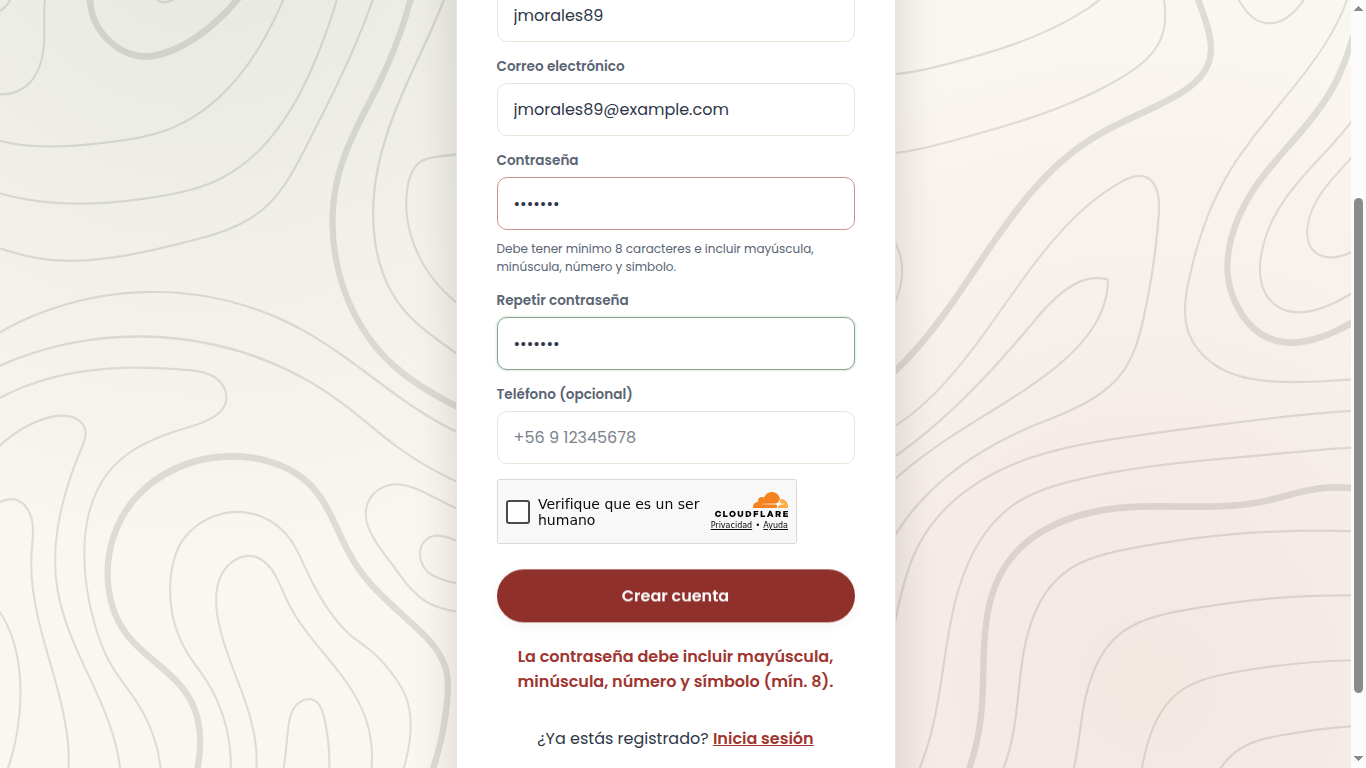 jmorales89
Correo electrónico
jmorales89@example.com
Contraseña
•••••••
Debe tener mínimo 8 caracteres e incluir mayúscula,
minúscula, número y simbolo.
Repetir contraseña
•••••••
Teléfono (opcional)
+56 9 12345678
Verifique que es un ser
humano
CLOUDFLARE
Privacidad • Ayuda
Crear cuenta
La contraseña debe incluir mayúscula,
minúscula, número y símbolo (mín. 8).
¿Ya estás registrado? Inicia sesión